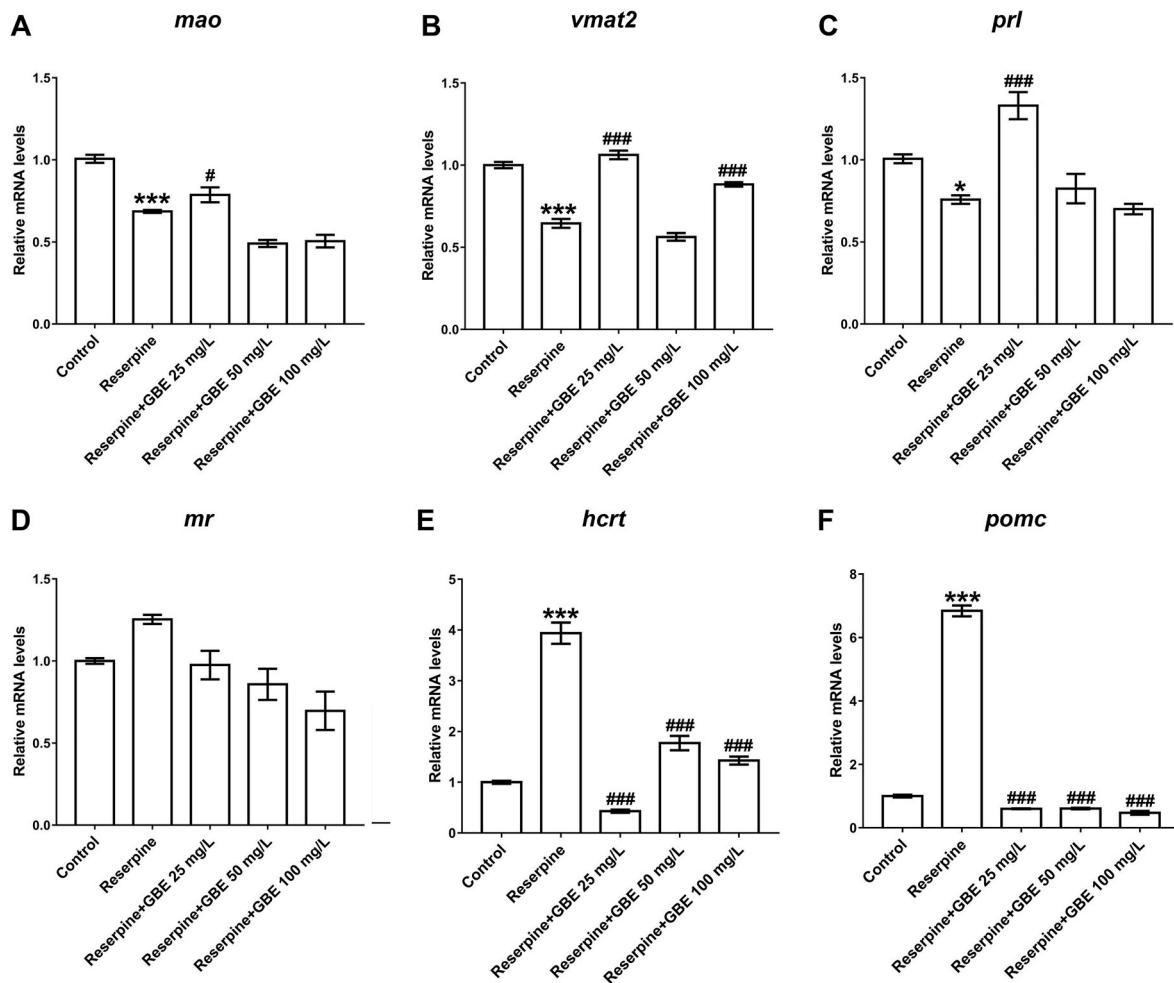 A
mao
Relative mRNA levels
1.5
1.0
0.5
0.0
***
#
Control
Reserpine
Reserpine+GBE 25 mg/L
Reserpine+GBE 50 mg/L
Reserpine+GBE 100 mg/L
B
vmat2
Relative mRNA levels
1.5
1.0
0.5
0.0
***
###
###
Control
Reserpine
Reserpine+GBE 25 mg/L
Reserpine+GBE 50 mg/L
Reserpine+GBE 100 mg/L
C
prl
Relative mRNA levels
1.5
1.0
0.5
0.0
*
###
Control
Reserpine
Reserpine+GBE 25 mg/L
Reserpine+GBE 50 mg/L
Reserpine+GBE 100 mg/L
D
mr
Relative mRNA levels
1.5
1.0
0.5
0.0
Control
Reserpine
Reserpine+GBE 25 mg/L
Reserpine+GBE 50 mg/L
Reserpine+GBE 100 mg/L
E
hcrt
Relative mRNA levels
5
4
3
2
1
0
***
###
###
###
Control
Reserpine
Reserpine+GBE 25 mg/L
Reserpine+GBE 50 mg/L
Reserpine+GBE 100 mg/L
F
pomc
Relative mRNA levels
8
6
4
2
0
***
###
###
###
Control
Reserpine
Reserpine+GBE 25 mg/L
Reserpine+GBE 50 mg/L
Reserpine+GBE 100 mg/L